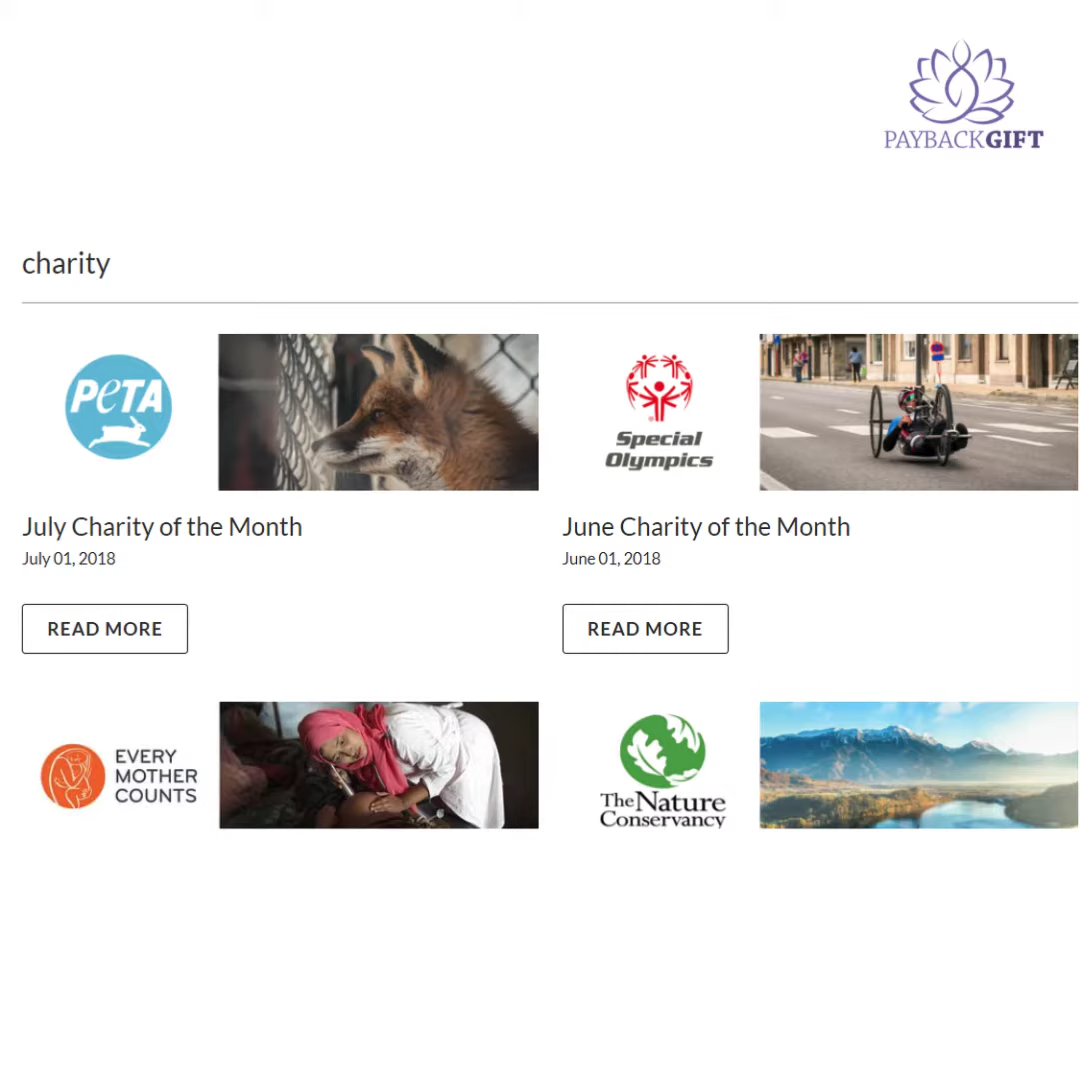 PAYBACKGIFT
charity
PeTA
Special
Olympics
July Charity of the Month
July 01, 2018
READ MORE
June Charity of the Month
June 01, 2018
READ MORE
EVERY
MOTHER
COUNTS
The Nature
Conservancy